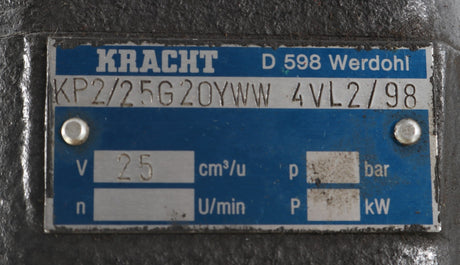 KRACHT D 598 Werdohl
KP2/25G20YWW 4VL2/98
V 25 cm³/u p bar
n U/min P kW